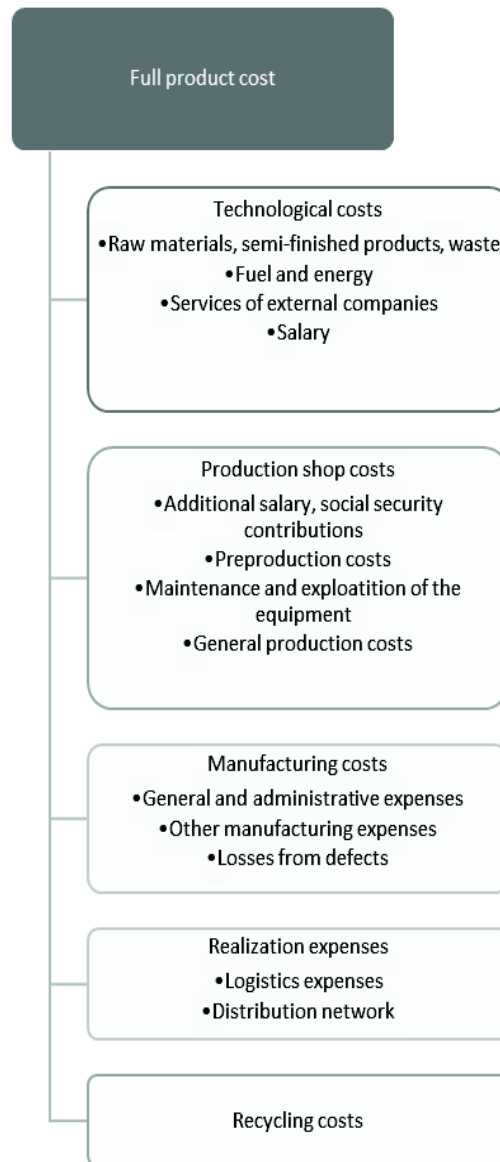 Full product cost
Technological costs
•Raw materials, semi-finished products, waste
•Fuel and energy
•Services of external companies
•Salary
Production shop costs
•Additional salary, social security
contributions
•Preproduction costs
•Maintenance and exploatition of the
equipment
•General production costs
Manufacturing costs
•General and administrative expenses
•Other manufacturing expenses
•Losses from defects
Realization expenses
•Logistics expenses
•Distribution network
Recycling costs